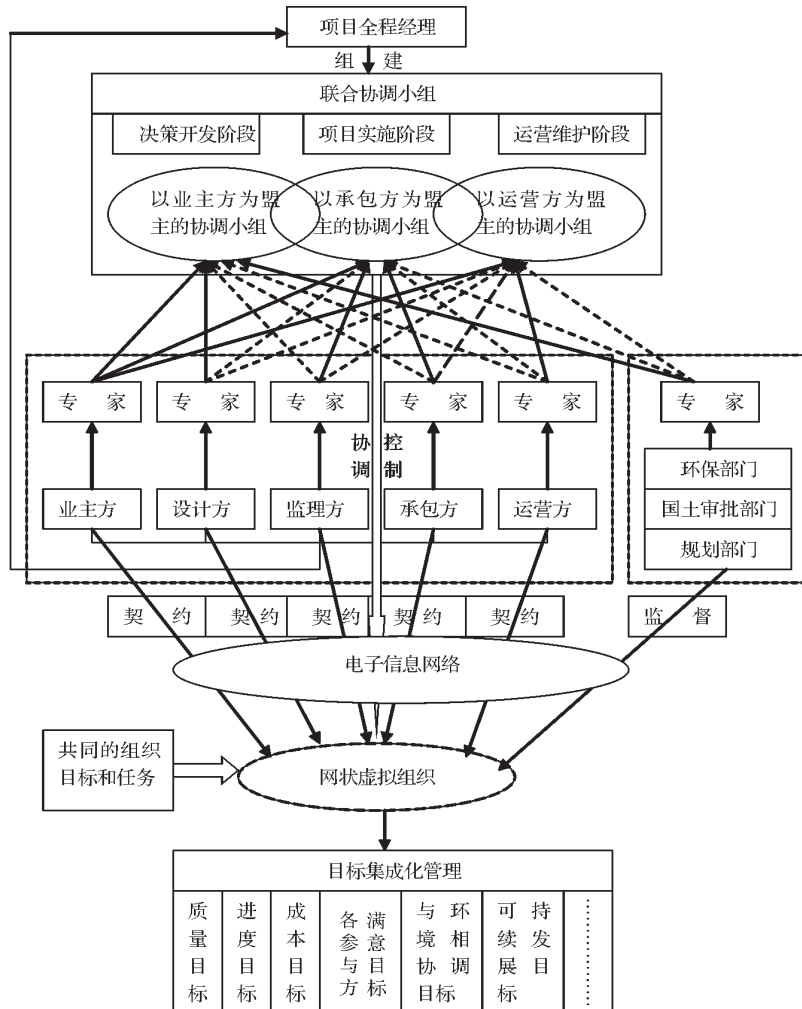 项目全程经理
组 建
联合协调小组
决策开发阶段 项目实施阶段 运营维护阶段
以业主方为盟 以承包方为盟 以运营方为盟
主的协调小组 主的协调小组 主的协调小组
专 家 专 家 专 家 专 家 专 家 专 家
协 控
调 制
环保部门
业主方 设计方 监理方 承包方 运营方 国土审批部门
规划部门
契 约 契 约 契 约 契 约 契 约 监 督
电子信息网络
共同的组织
目标和任务
网状虚拟组织
目标集成化管理
质量目标
进度目标
成本目标
各参与方
满意目标
与境协目
环相调标
可续展标
持发目
………